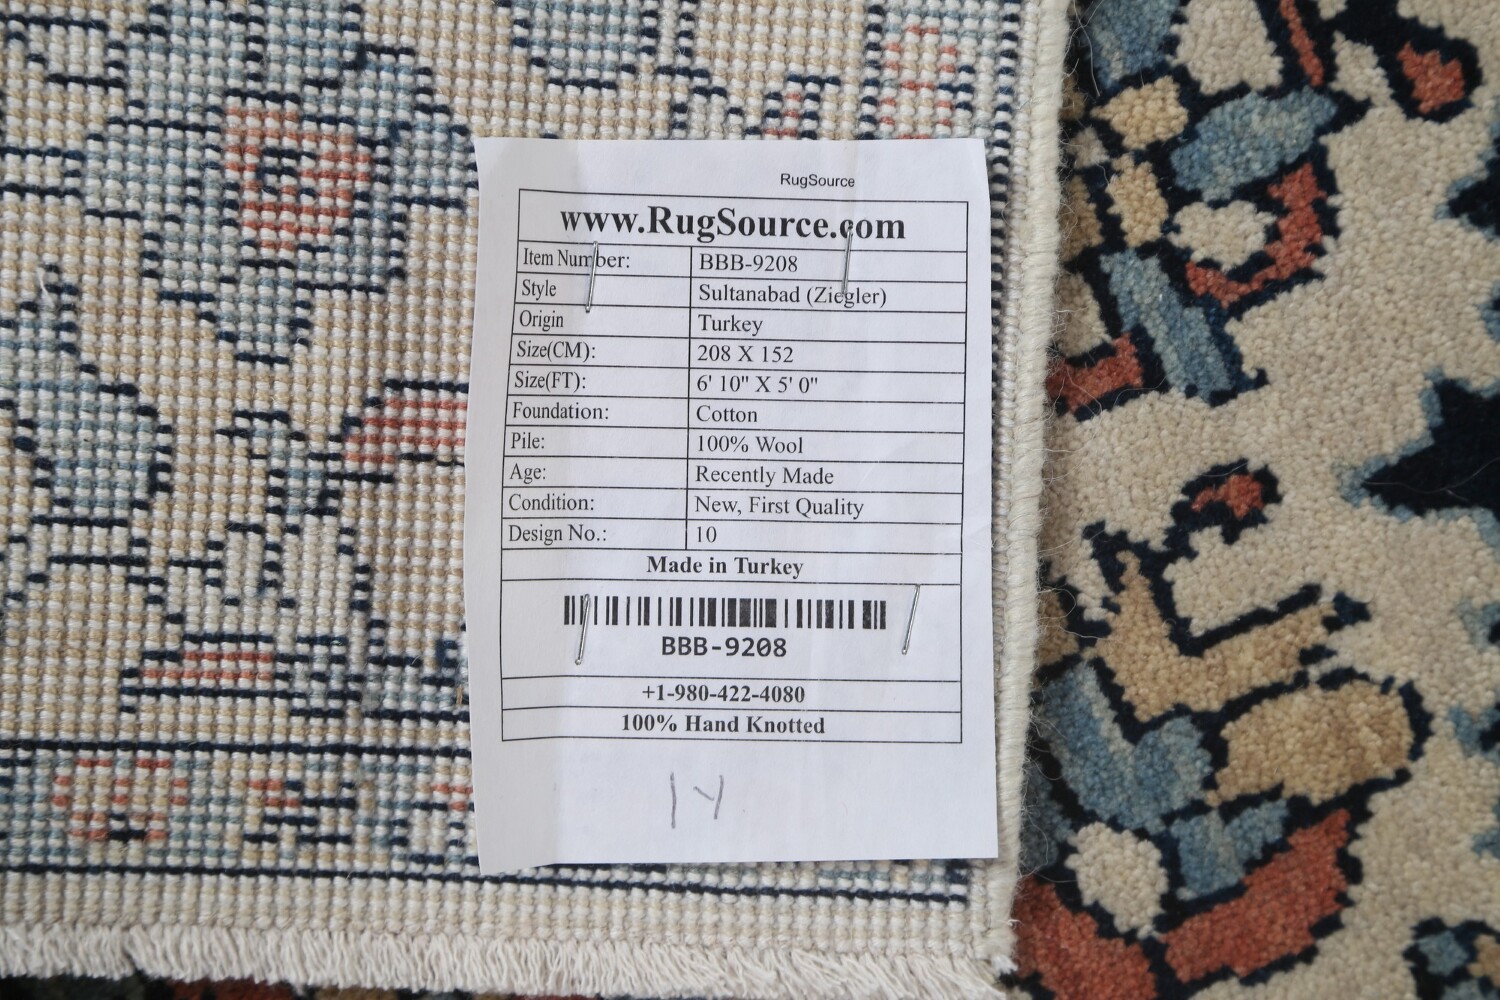 RugSource
www.RugSource.com
Item Number: BBB-9208
Style Sultanabad (Ziegler)
Origin Turkey
Size(CM): 208 X 152
Size(FT): 6' 10" X 5' 0"
Foundation: Cotton
Pile: 100% Wool
Age: Recently Made
Condition: New, First Quality
Design No.: 10
Made in Turkey
BBB-9208
+1-980-422-4080
100% Hand Knotted